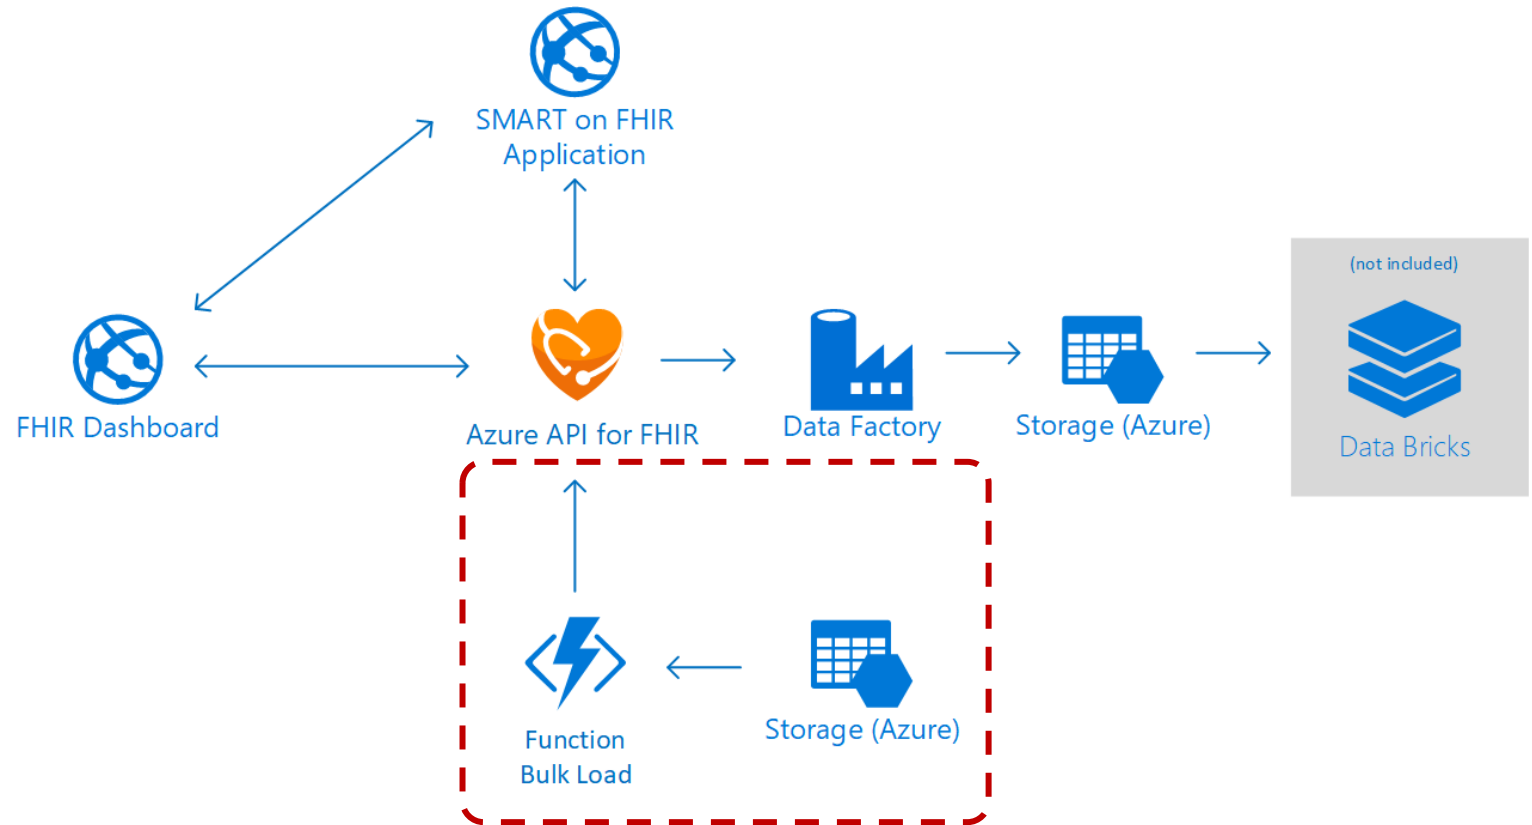 SMART on FHIR
Application
(not included)
FHIR Dashboard
Azure API for FHIR
Data Factory
Storage (Azure)
Data Bricks
Function
Bulk Load
Storage (Azure)